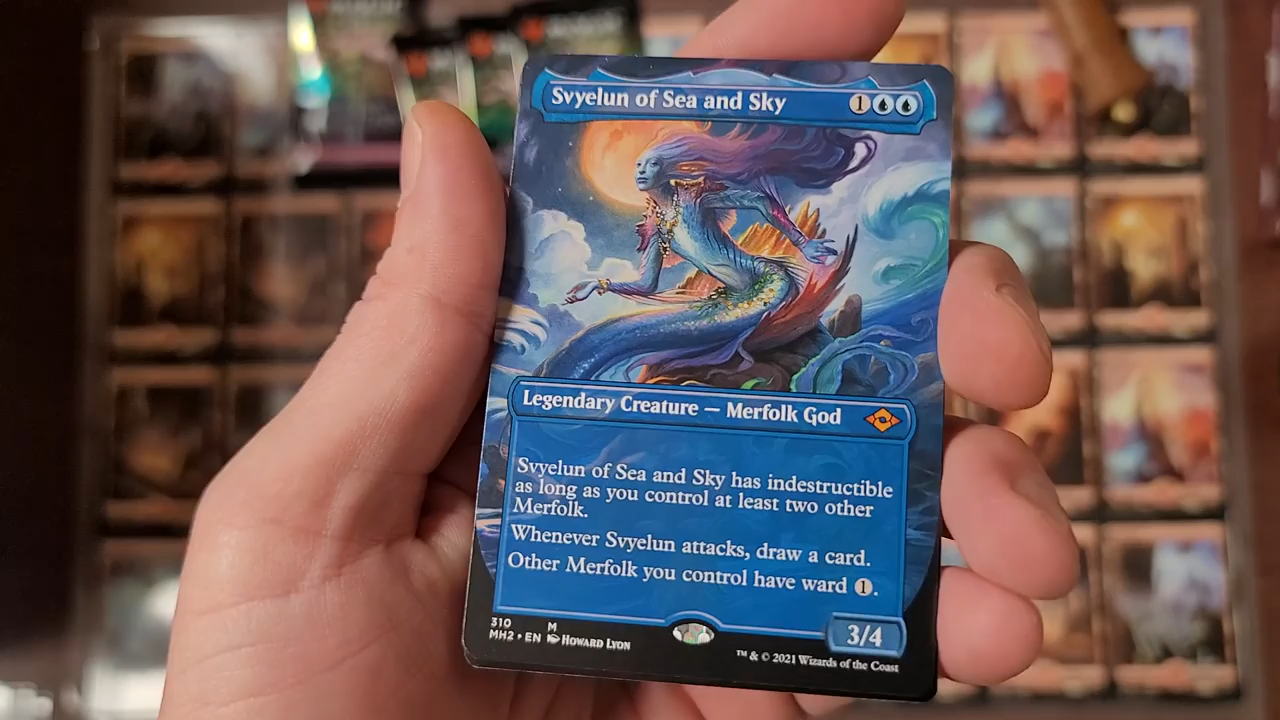 Svyelun of Sea and Sky 1
Legendary Creature — Merfolk God
Svyelun of Sea and Sky has indestructible
as long as you control at least two other
Merfolk.
Whenever Svyelun attacks, draw a card.
Other Merfolk you control have ward 1.
3/4
310 M
MH2 • EN Howard Lyon
™ & © 2021 Wizards of the Coast